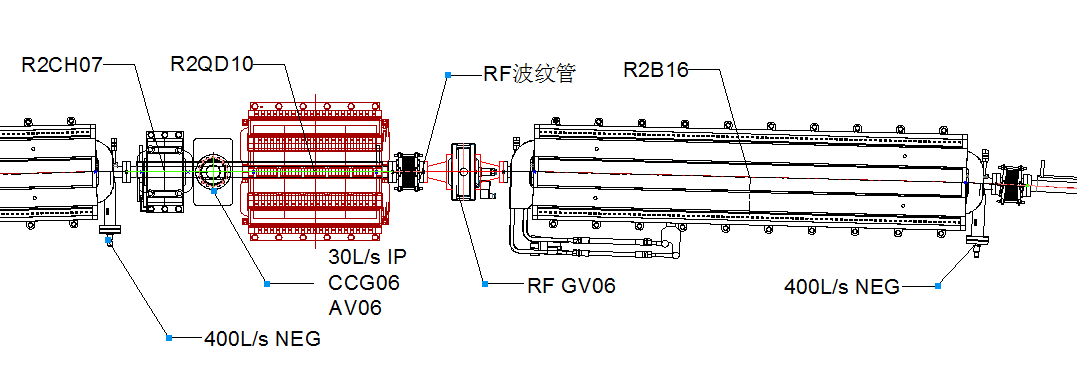 R2CH07
R2QD10
RF波纹管
R2B16
30L/s IP
CCG06
AV06
RF GV06
400L/s NEG
400L/s NEG